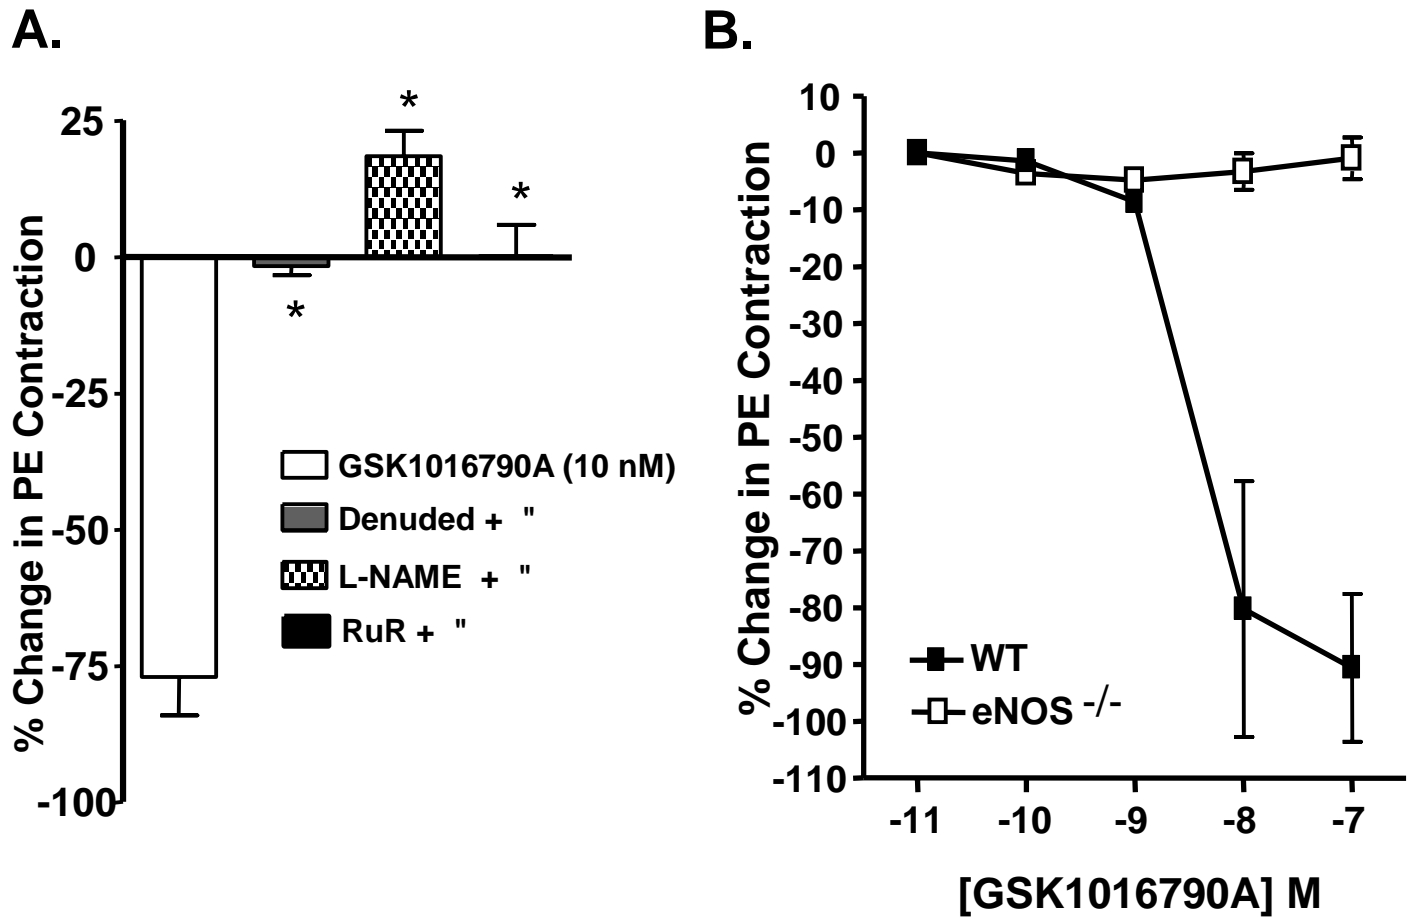 A.
% Change in PE Contraction
25
0
-25
-50
-75
-100
*
*
*
GSK1016790A (10 nM)
Denuded + "
L-NAME + "
RuR + "
B.
% Change in PE Contraction
10
0
-10
-20
-30
-40
-50
-60
-70
-80
-90
-100
-110
WT
eNOS -/-
-11 -10 -9 -8 -7
[GSK1016790A] M